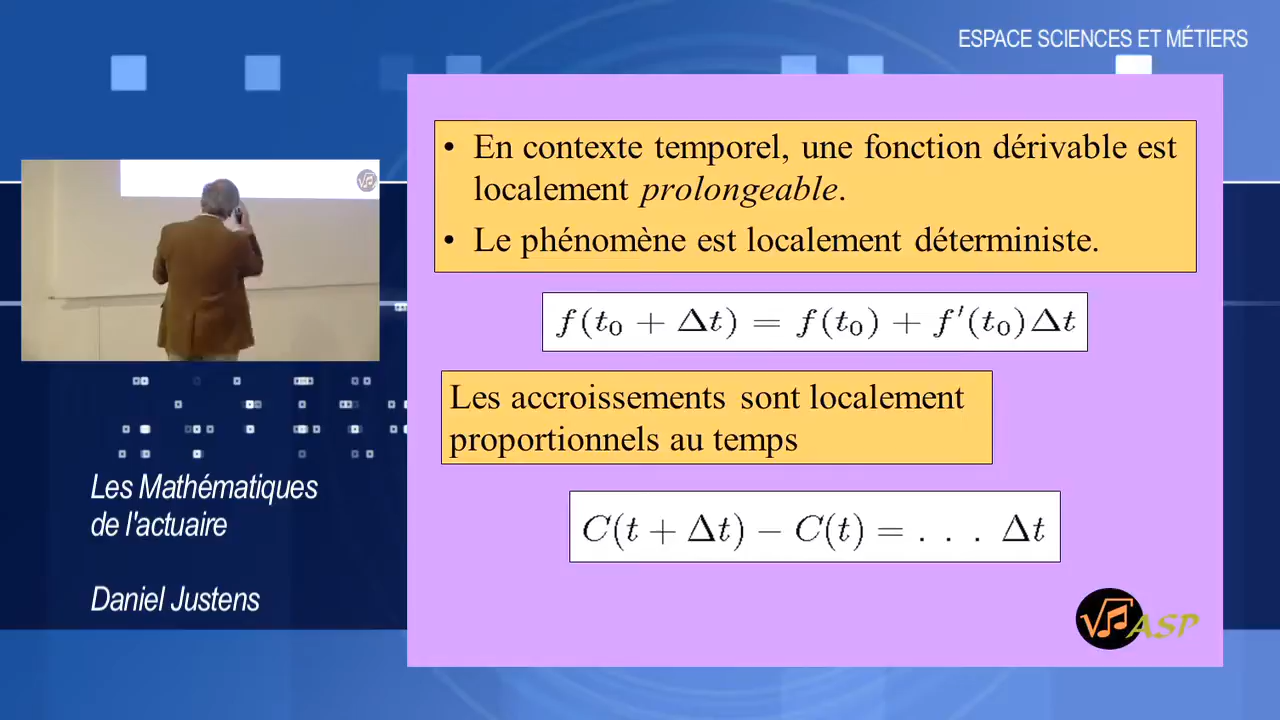 ESPACE SCIENCES ET MÉTIERS
• En contexte temporel, une fonction dérivable est
localement prolongeable.
• Le phénomène est localement déterministe.
f(t₀ + Δt) = f(t₀) + f'(t₀)Δt
Les accroissements sont localement
proportionnels au temps
C(t + Δt) − C(t) = . . . Δt
Les Mathématiques
de l'actuaire
Daniel Justens
ASP